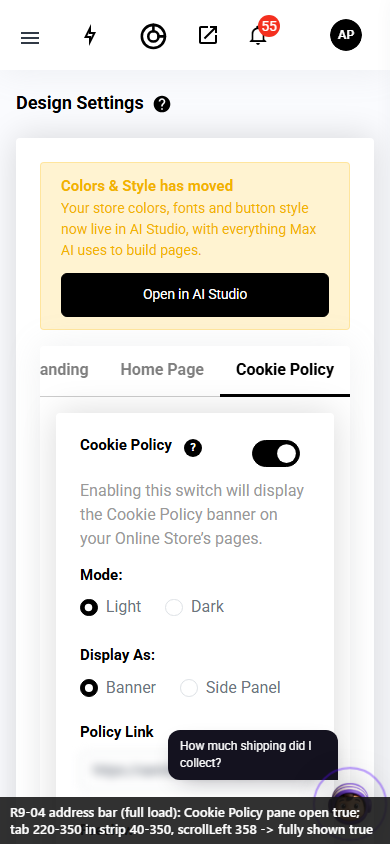 55
AP
Design Settings ?
Colors & Style has moved
Your store colors, fonts and button style
now live in AI Studio, with everything Max
AI uses to build pages.
Open in AI Studio
anding Home Page Cookie Policy
Cookie Policy ?
Enabling this switch will display
the Cookie Policy banner on
your Online Store’s pages.
Mode:
Light Dark
Display As:
Banner Side Panel
Policy Link
How much shipping did I
collect?
R9-04 address bar (full load): Cookie Policy pane open true;
tab 220-350 in strip 40-350, scrollLeft 358 -> fully shown true